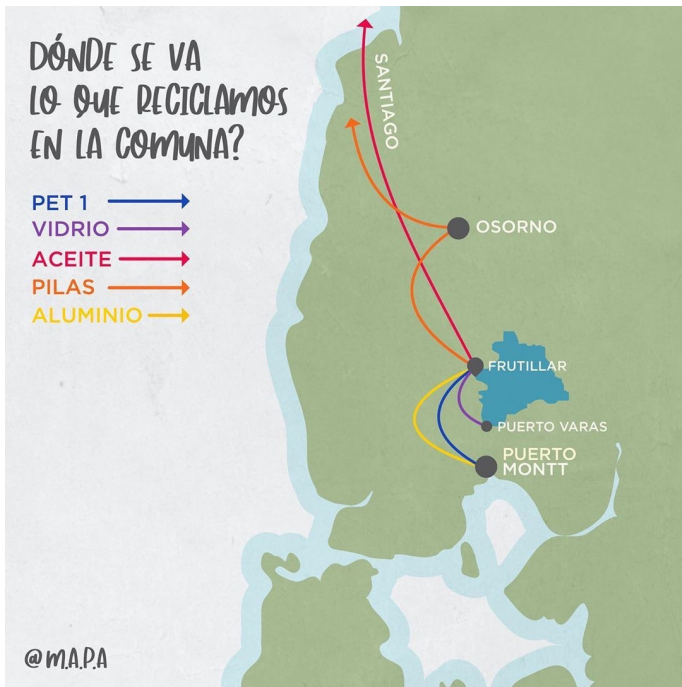 DÓNDE SE VA
LO QUE RECICLAMOS
EN LA COMUNA?
PET 1
VIDRIO
ACEITE
PILAS
ALUMINIO
SANTIAGO
OSORNO
FRUTILLAR
PUERTO VARAS
PUERTO
MONTT
@M.A.P.A